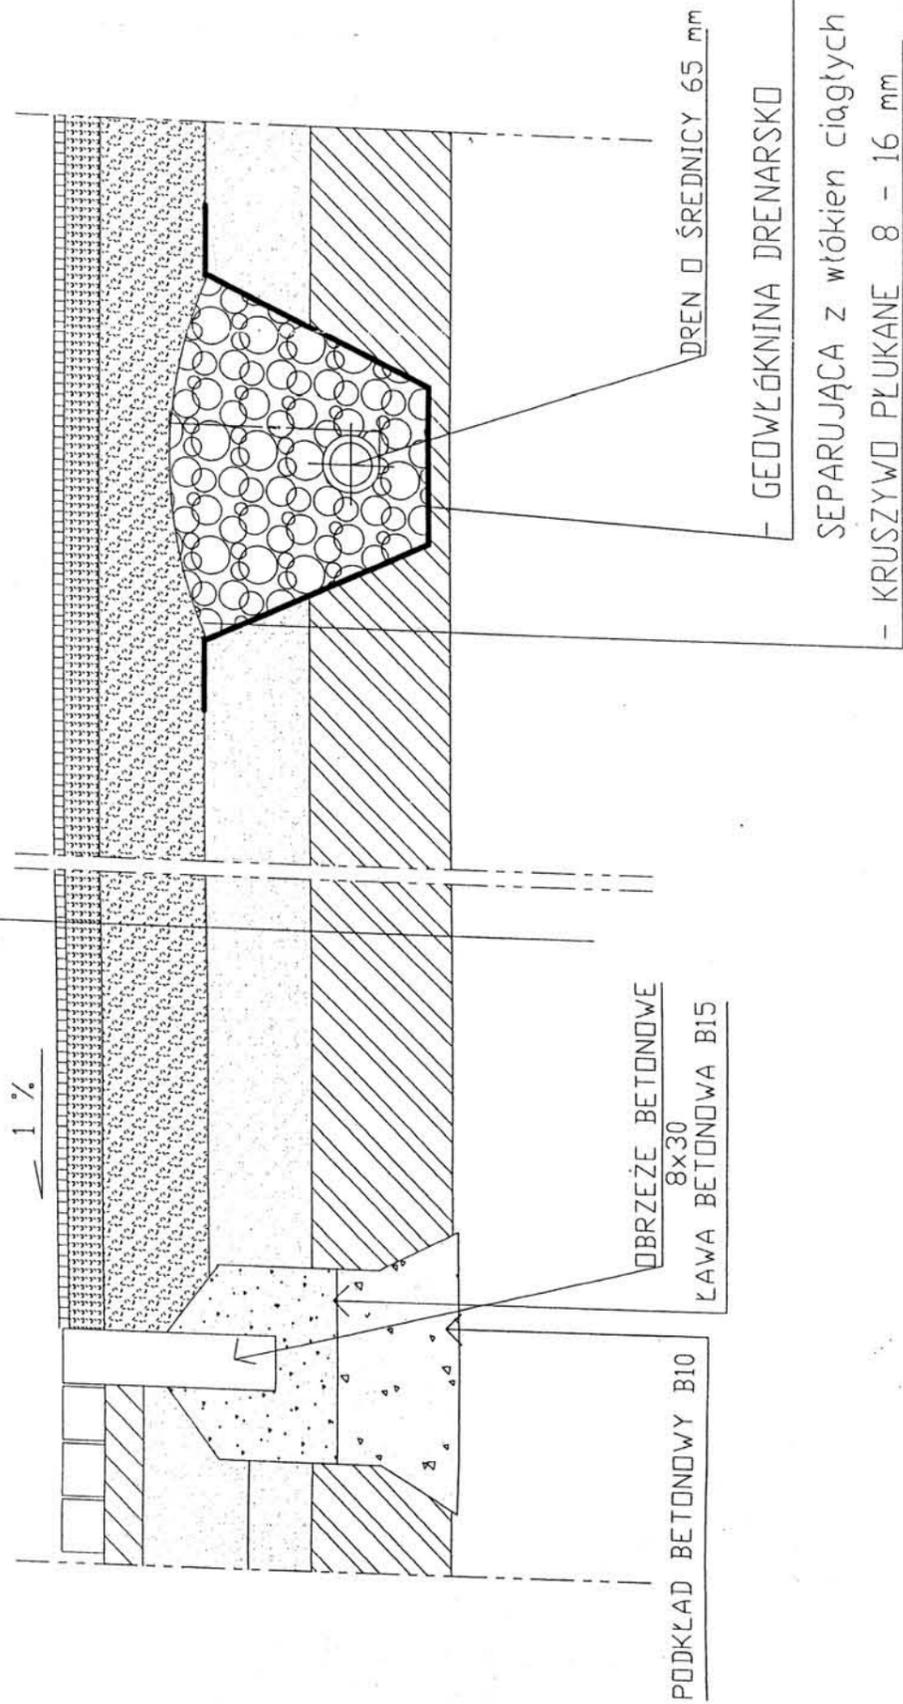 1 %
DREN O ŚREDNICY 65 mm
- GEOWŁÓKNINA DRENARSKO
SEPARUJĄCA z włókien ciągłych
- KRUSZYWO PŁUKANE 8 - 16 mm
OBRZEŻE BETONOWE
8x30
ŁAWA BETONOWA B15
PODKŁAD BETONOWY B10